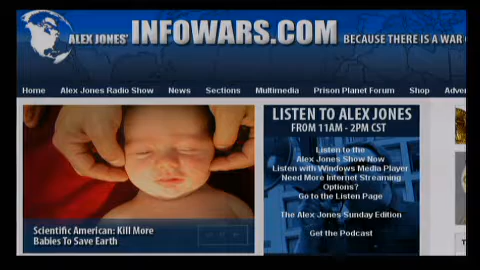 ALEX JONES' INFOWARS.COM BECAUSE THERE IS A WAR
Home Alex Jones Radio Show News Sections Multimedia Prison Planet Forum Shop Adver
LISTEN TO ALEX JONES
FROM 11AM - 2PM CST
Listen to the
Alex Jones Show Now
Listen with Windows Media Player
Need More Internet Streaming
Options?
Go to the Listen Page
The Alex Jones Sunday Edition
Get the Podcast
Scientific American: Kill More
Babies To Save Earth
T